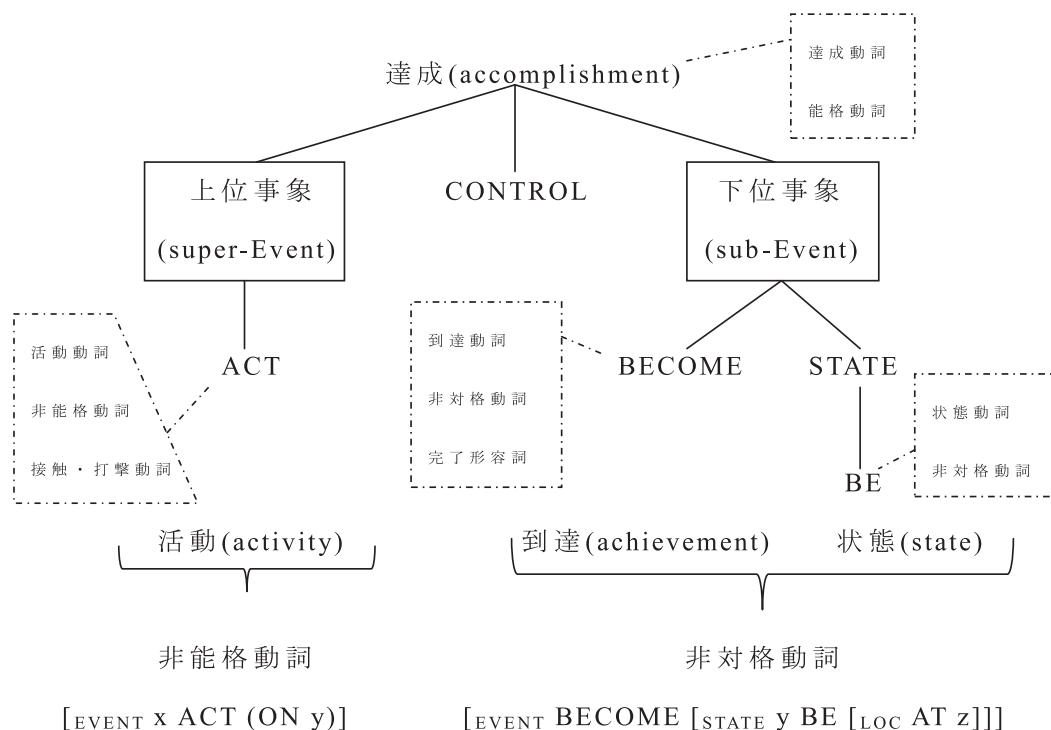 達成動詞
達成(accomplishment)
能格動詞
上位事象
(super-Event)
CONTROL
下位事象
(sub-Event)
活動動詞
非能格動詞
接触・打撃動詞
ACT
到達動詞
非対格動詞
完了形容詞
BECOME
STATE
状態動詞
非対格動詞
BE
活動(activity)
到達(achievement)
状態(state)
非能格動詞
非対格動詞
[EVENT x ACT (ON y)]
[EVENT BECOME [STATE y BE [LOC AT z]]]